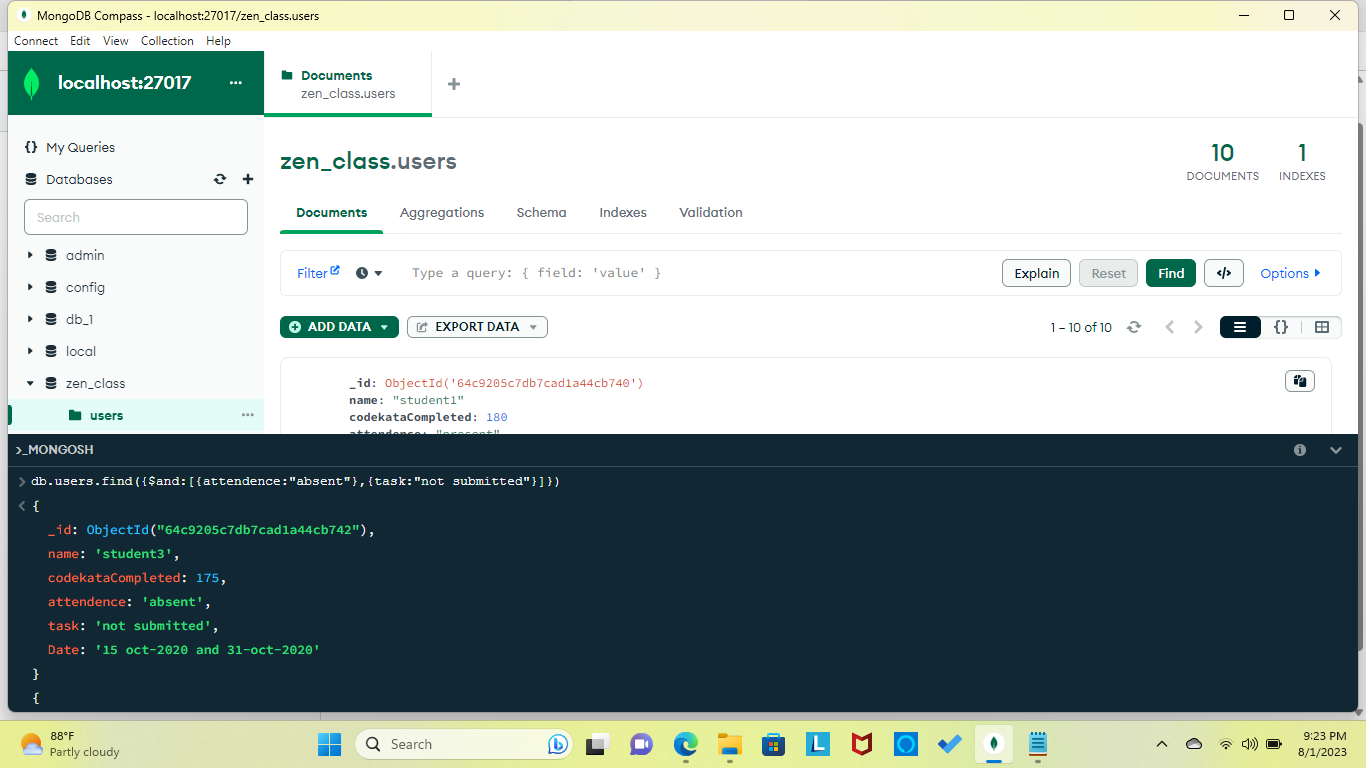 MongoDB Compass - localhost:27017/zen_class.users
Connect Edit View Collection Help
localhost:27017 ...
Documents
zen_class.users
{} My Queries
Databases
Search
admin
config
db_1
local
zen_class
users ...
zen_class.users
10
DOCUMENTS
1
INDEXES
Documents Aggregations Schema Indexes Validation
Filter Type a query: { field: 'value' } Explain Reset Find </> Options
ADD DATA EXPORT DATA 1 – 10 of 10 {}
_id: ObjectId('64c9205c7db7cad1a44cb740')
name: "student1"
codekataCompleted: 180
attendence: "present"
>_MONGOSH
> db.users.find({$and:[{attendence:"absent"},{task:"not submitted"}]})
< {
_id: ObjectId("64c9205c7db7cad1a44cb742"),
name: 'student3',
codekataCompleted: 175,
attendence: 'absent',
task: 'not submitted',
Date: '15 oct-2020 and 31-oct-2020'
}
{
88°F
Partly cloudy
Search
L
9:23 PM
8/1/2023